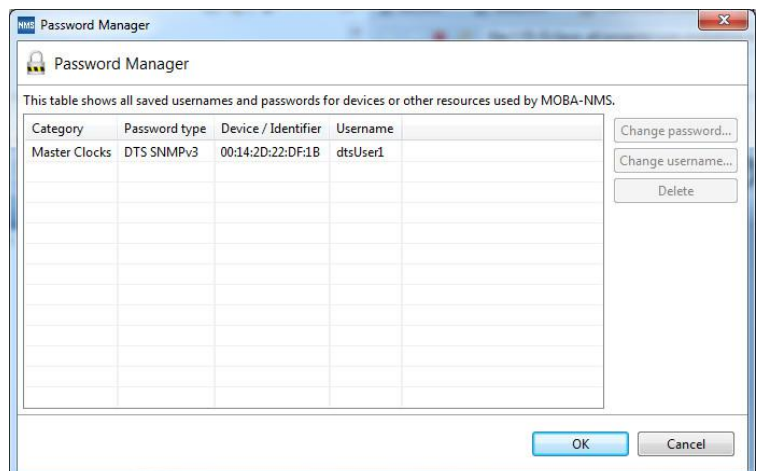 NMS Password Manager
Password Manager
This table shows all saved usernames and passwords for devices or other resources used by MOBA-NMS.
Category Password type Device / Identifier Username
Master Clocks DTS SNMPv3 00:14:2D:22:DF:1B dtsUser1
Change password...
Change username...
Delete
OK Cancel